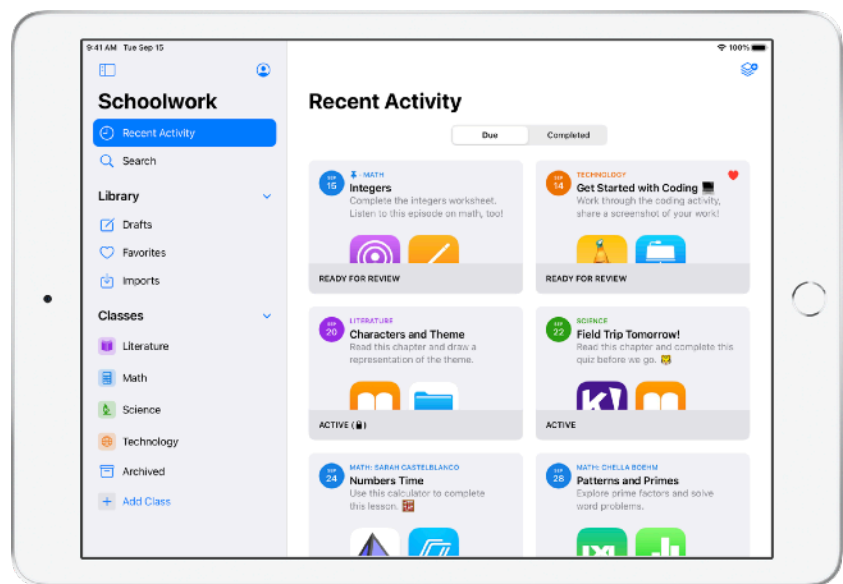 9:41 AM Tue Sep 15
100%
Schoolwork
Recent Activity
Search
Library
Drafts
Favorites
Imports
Classes
Literature
Math
Science
Technology
Archived
Add Class
Recent Activity
Due
Completed
SEP
15
MATH
Integers
Complete the integers worksheet.
Listen to this episode on math, too!
READY FOR REVIEW
SEP
14
TECHNOLOGY
Get Started with Coding
Work through the coding activity,
share a screenshot of your work!
READY FOR REVIEW
SEP
20
LITERATURE
Characters and Theme
Read this chapter and draw a
representation of the theme.
ACTIVE ( )
SEP
22
SCIENCE
Field Trip Tomorrow!
Read this chapter and complete this
quiz before we go.
K!
ACTIVE
SEP
24
MATH: SARAH CASTELBLANCO
Numbers Time
Use this calculator to complete
this lesson.
SEP
28
MATH: CHELLA BOEHM
Patterns and Primes
Explore prime factors and solve
word problems.
IXL